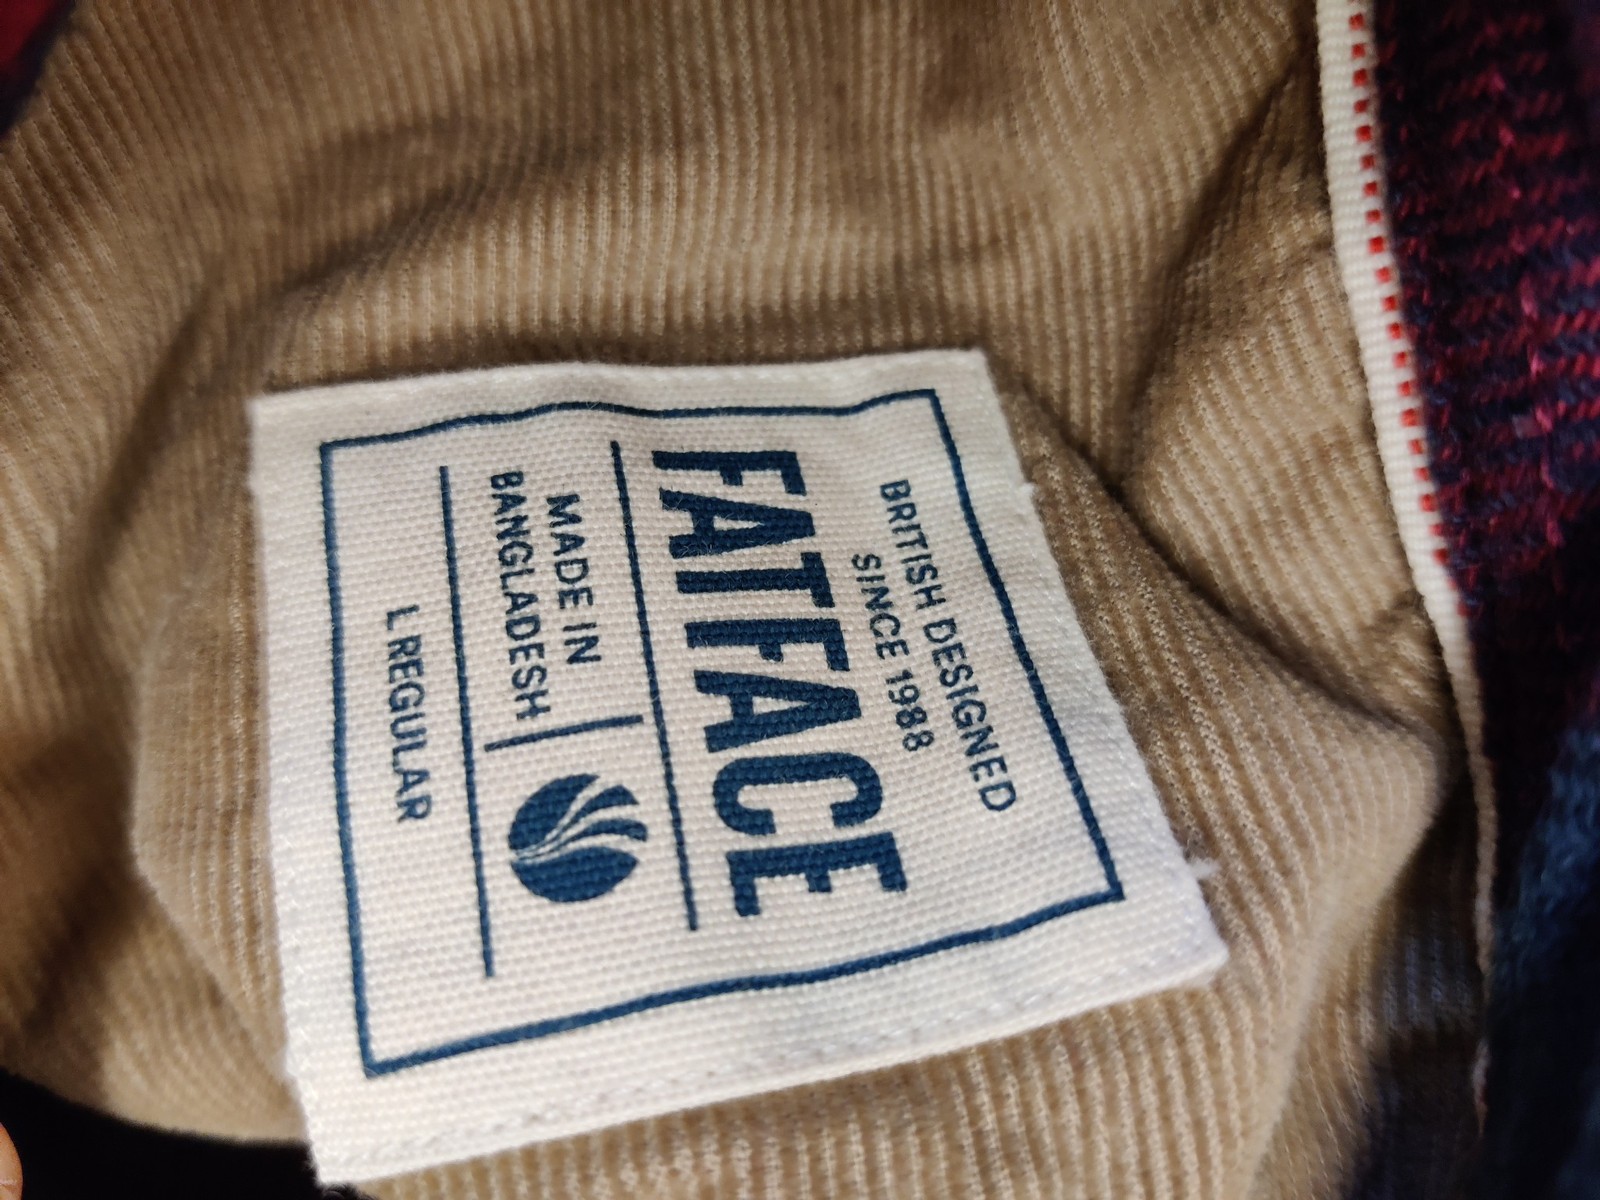 BRITISH DESIGNED
SINCE 1988
FATFACE
MADE IN
BANGLADESH
L REGULAR